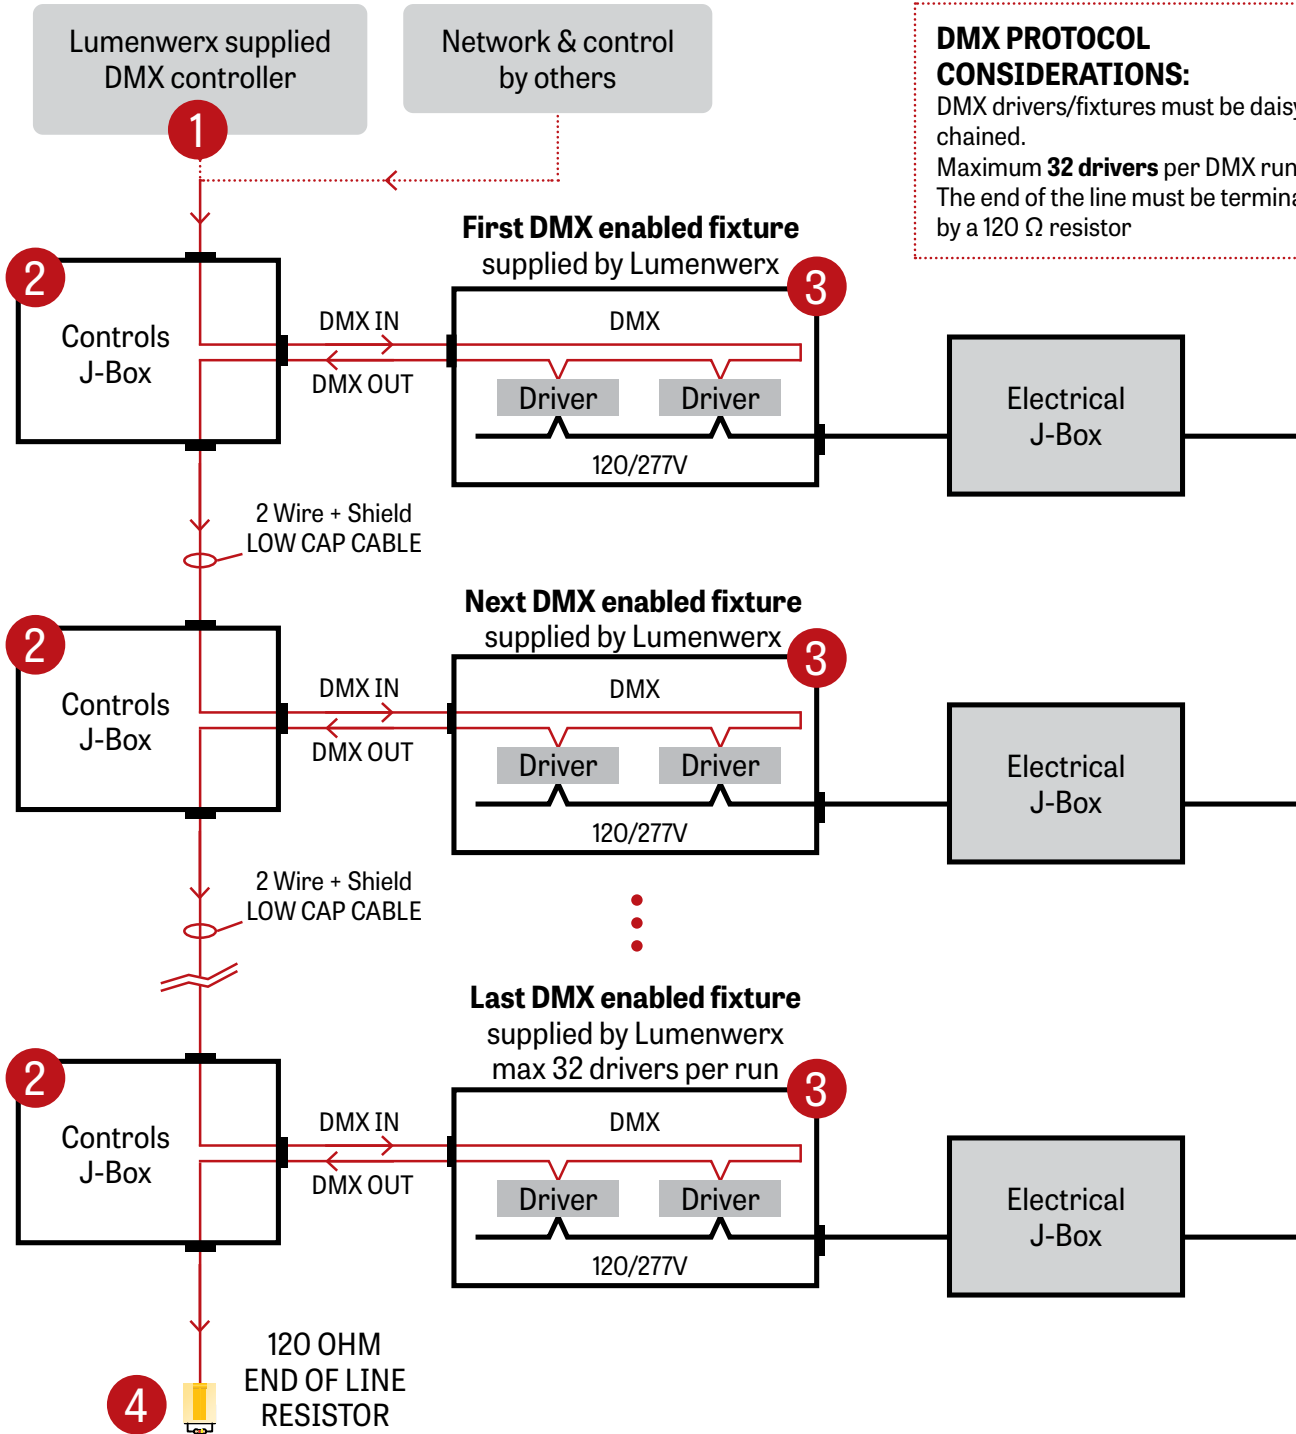 Lumenwerx supplied
DMX controller
1
Network & control
by others
DMX PROTOCOL
CONSIDERATIONS:
DMX drivers/fixtures must be daisy
chained.
Maximum 32 drivers per DMX run
The end of the line must be termina
by a 120 Ω resistor
First DMX enabled fixture
supplied by Lumenwerx
2
Controls
J-Box
DMX IN
DMX OUT
3
DMX
Driver
Driver
120/277V
Electrical
J-Box
2 Wire + Shield
LOW CAP CABLE
Next DMX enabled fixture
supplied by Lumenwerx
2
Controls
J-Box
DMX IN
DMX OUT
3
DMX
Driver
Driver
120/277V
Electrical
J-Box
2 Wire + Shield
LOW CAP CABLE
Last DMX enabled fixture
supplied by Lumenwerx
max 32 drivers per run
2
Controls
J-Box
DMX IN
DMX OUT
3
DMX
Driver
Driver
120/277V
Electrical
J-Box
4
120 OHM
END OF LINE
RESISTOR